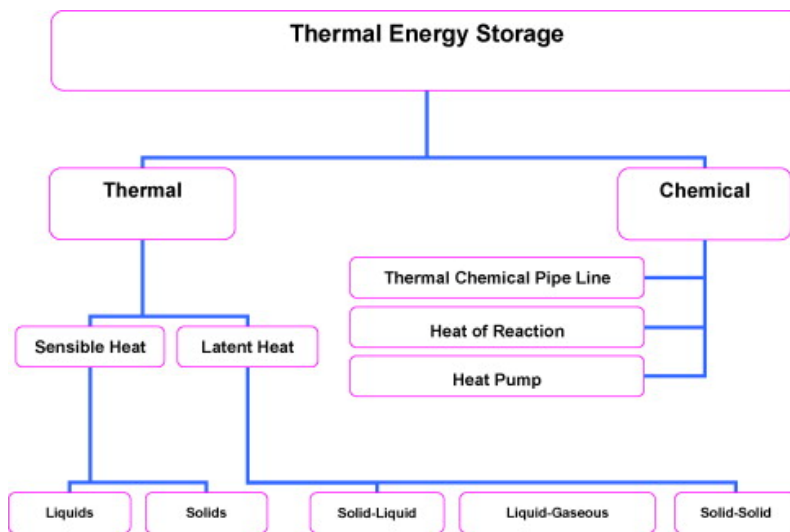 Thermal Energy Storage
Thermal
Chemical
Thermal Chemical Pipe Line
Heat of Reaction
Sensible Heat
Latent Heat
Heat Pump
Liquids
Solids
Solid-Liquid
Liquid-Gaseous
Solid-Solid